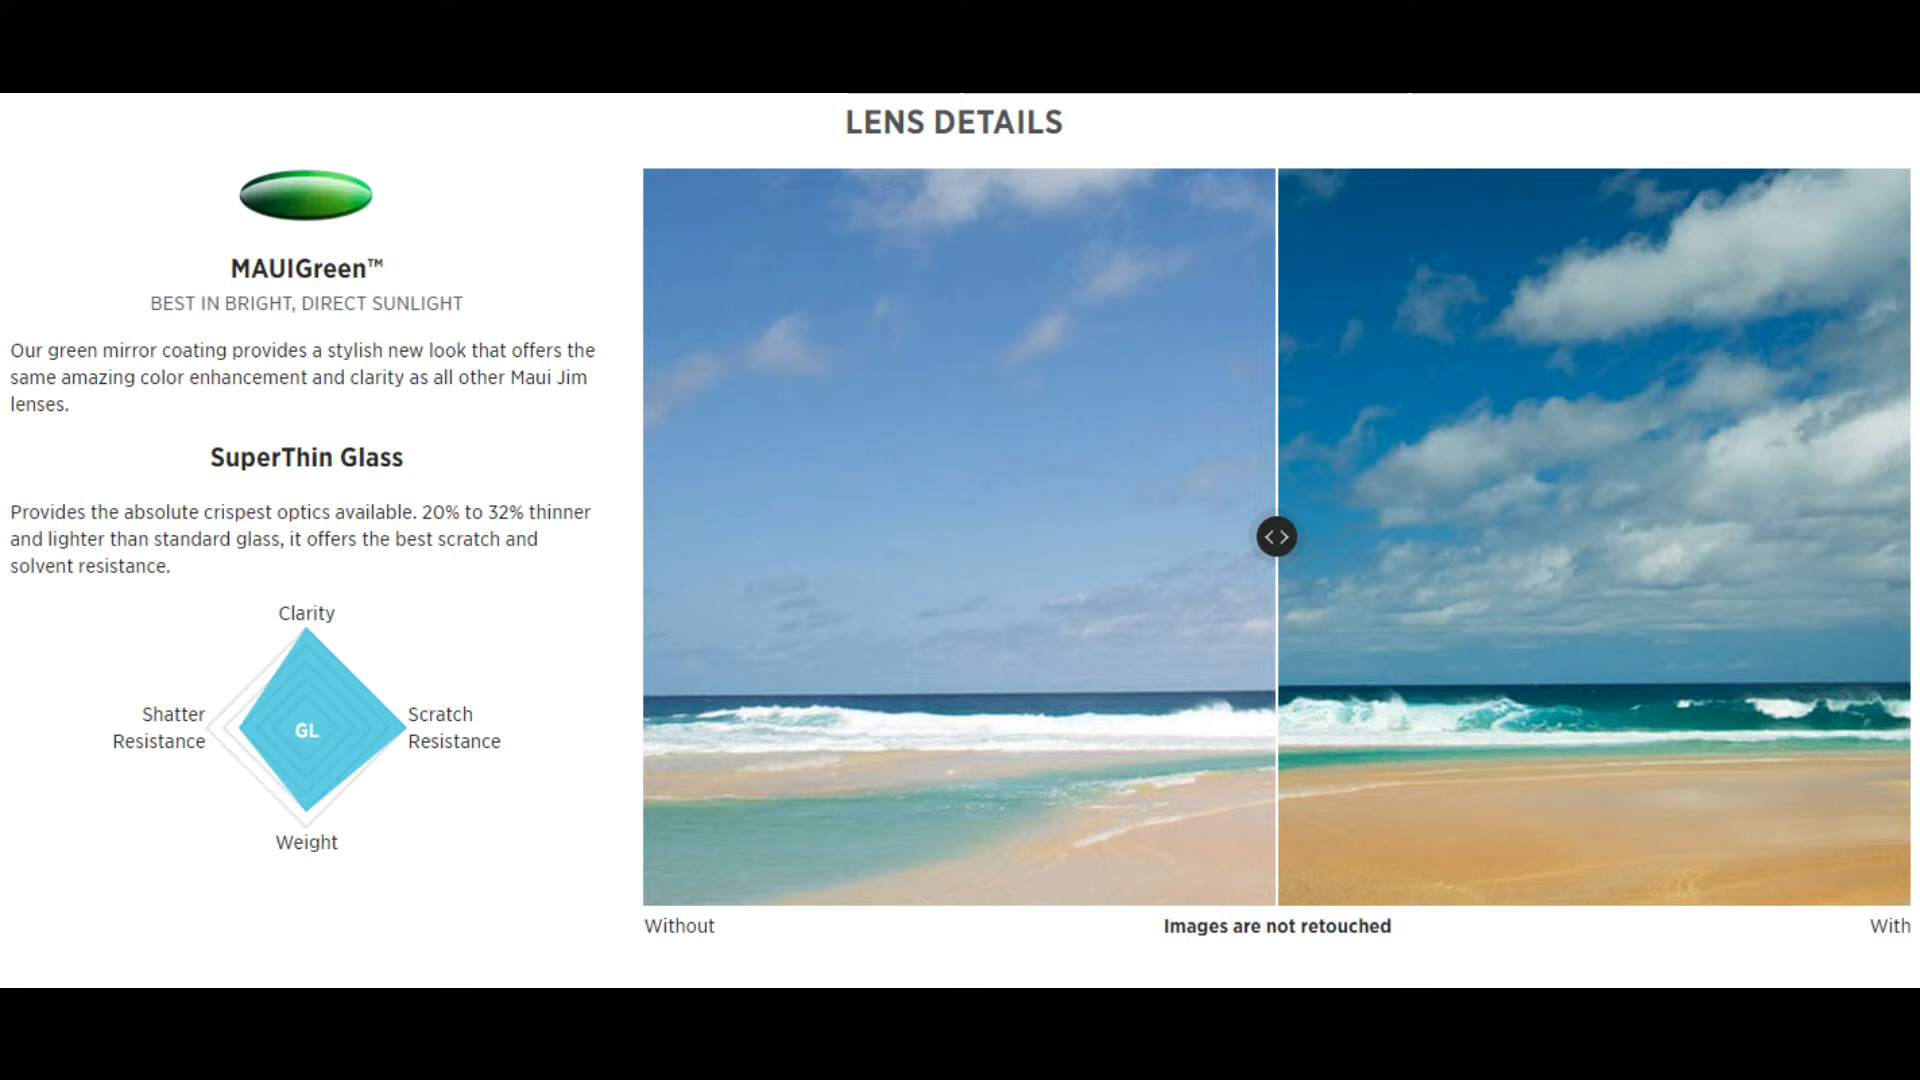 LENS DETAILS
MAUIGreen™
BEST IN BRIGHT, DIRECT SUNLIGHT
Our green mirror coating provides a stylish new look that offers the
same amazing color enhancement and clarity as all other Maui Jim
lenses.
SuperThin Glass
Provides the absolute crispest optics available. 20% to 32% thinner
and lighter than standard glass, it offers the best scratch and
solvent resistance.
Clarity
Shatter
Resistance
GL
Scratch
Resistance
Weight
Without
Images are not retouched
With